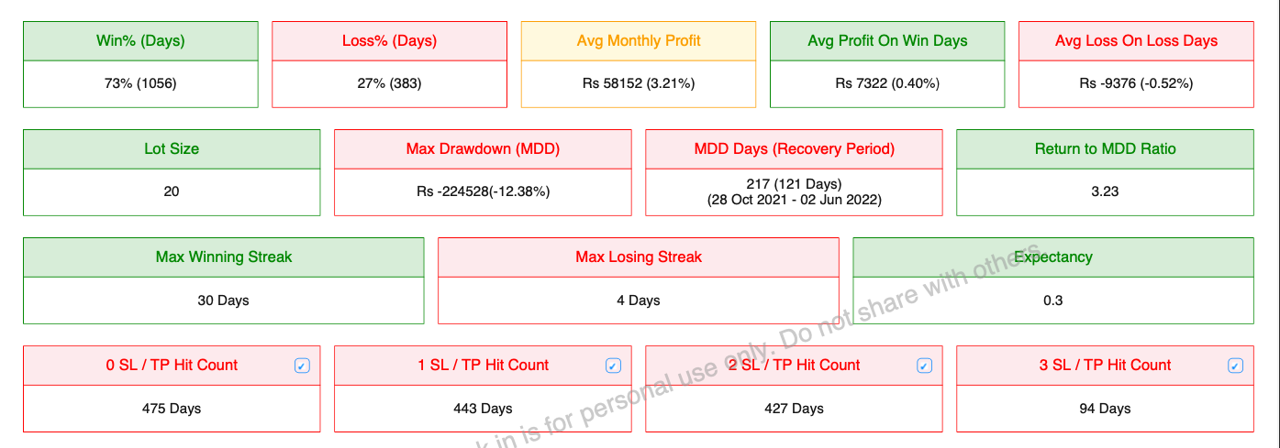 Win% (Days)
Loss% (Days)
Avg Monthly Profit
Avg Profit On Win Days
Avg Loss On Loss Days
73% (1056)
27% (383)
Rs 58152 (3.21%)
Rs 7322 (0.40%)
Rs -9376 (-0.52%)
Lot Size
Max Drawdown (MDD)
MDD Days (Recovery Period)
Return to MDD Ratio
20
Rs -224528(-12.38%)
217 (121 Days)
(28 Oct 2021 - 02 Jun 2022)
3.23
Max Winning Streak
Max Losing Streak
Expectancy
30 Days
4 Days
0.3
0 SL / TP Hit Count
1 SL / TP Hit Count
2 SL / TP Hit Count
3 SL / TP Hit Count
475 Days
443 Days
427 Days
94 Days
in is for personal use only. Do not share with others.